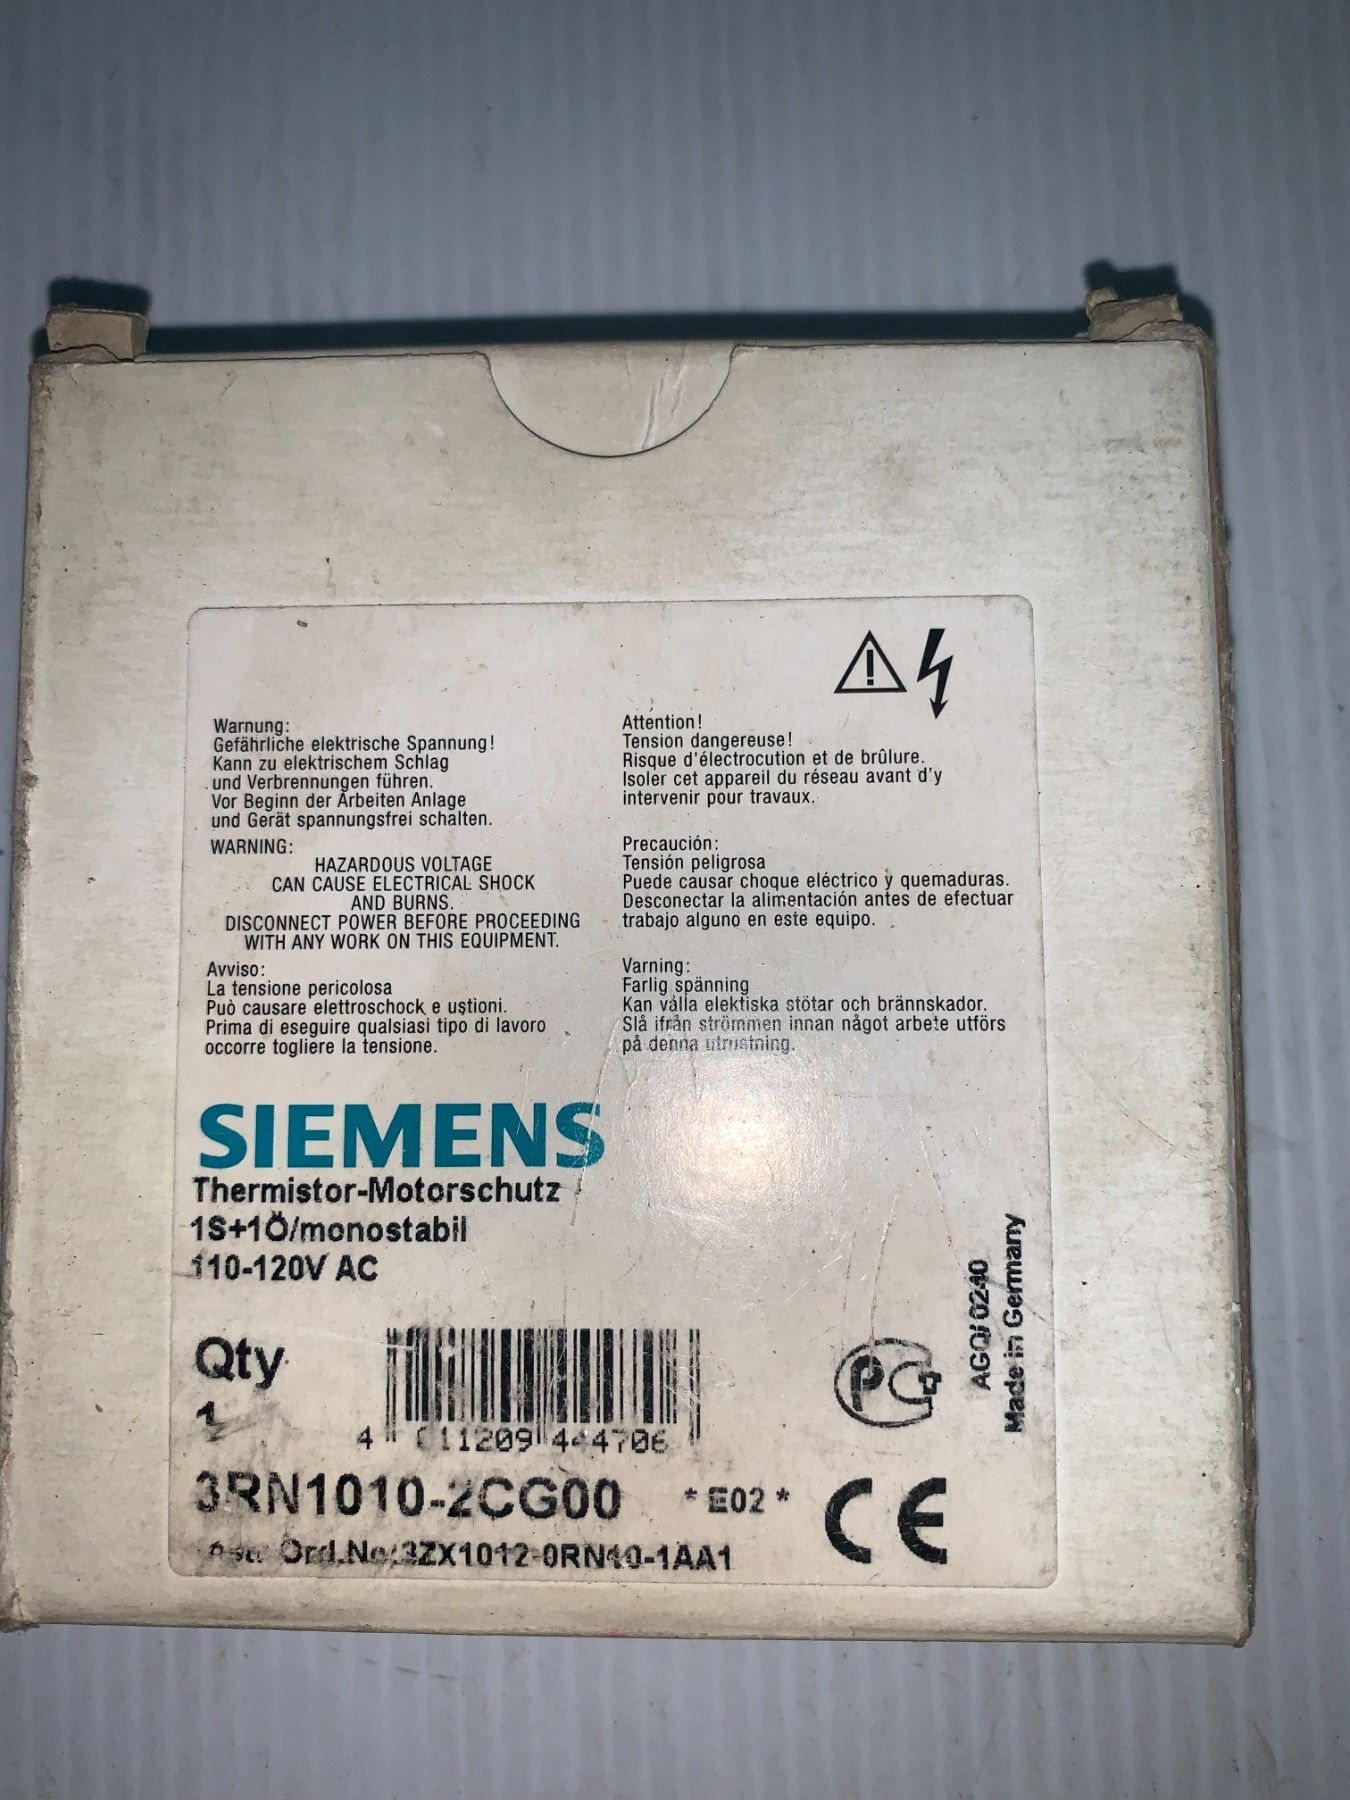 Warnung:
Gefährliche elektrische Spannung!
Kann zu elektrischem Schlag
und Verbrennungen führen.
Vor Beginn der Arbeiten Anlage
und Gerät spannungsfrei schalten.
WARNING:
HAZARDOUS VOLTAGE
CAN CAUSE ELECTRICAL SHOCK
AND BURNS.
DISCONNECT POWER BEFORE PROCEEDING
WITH ANY WORK ON THIS EQUIPMENT.
Avviso:
La tensione pericolosa
Può causare elettroschock e ustioni.
Prima di eseguire qualsiasi tipo di lavoro
occorre togliere la tensione.
Attention!
Tension dangereuse!
Risque d'électrocution et de brûlure.
Isoler cet appareil du réseau avant d'y
intervenir pour travaux.
Precaución:
Tensión peligrosa
Puede causar choque eléctrico y quemaduras.
Desconectar la alimentación antes de efectuar
trabajo alguno en este equipo.
Varning:
Farlig spänning
Kan vålla elektiska stötar och brännskador.
Slå ifrån strömmen innan något arbete utförs
på denna utrustning.
SIEMENS
Thermistor-Motorschutz
1S+1Ö/monostabil
110-120V AC
Qty
1
4 011209 444706
3RN1010-2CG00 * E02 *
Ord.No:3ZX1012-0RN10-1AA1
CE
AGQ/ 0240
Made in Germany